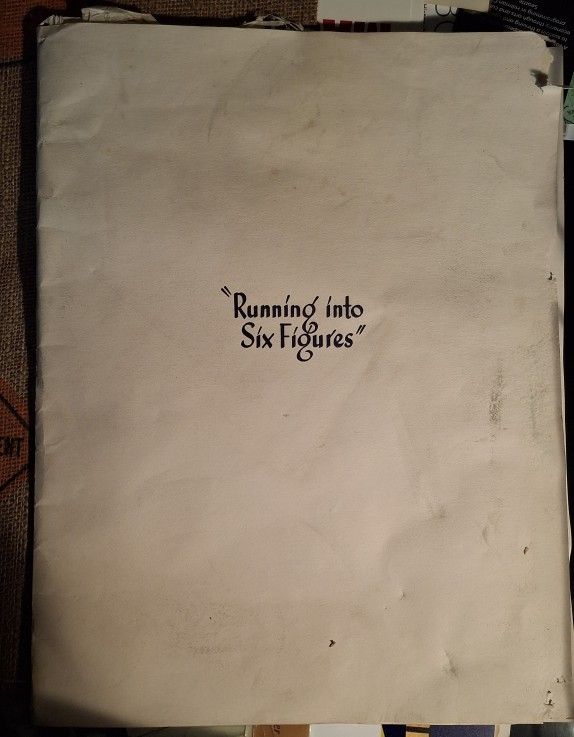 "Running into
Six Figures"